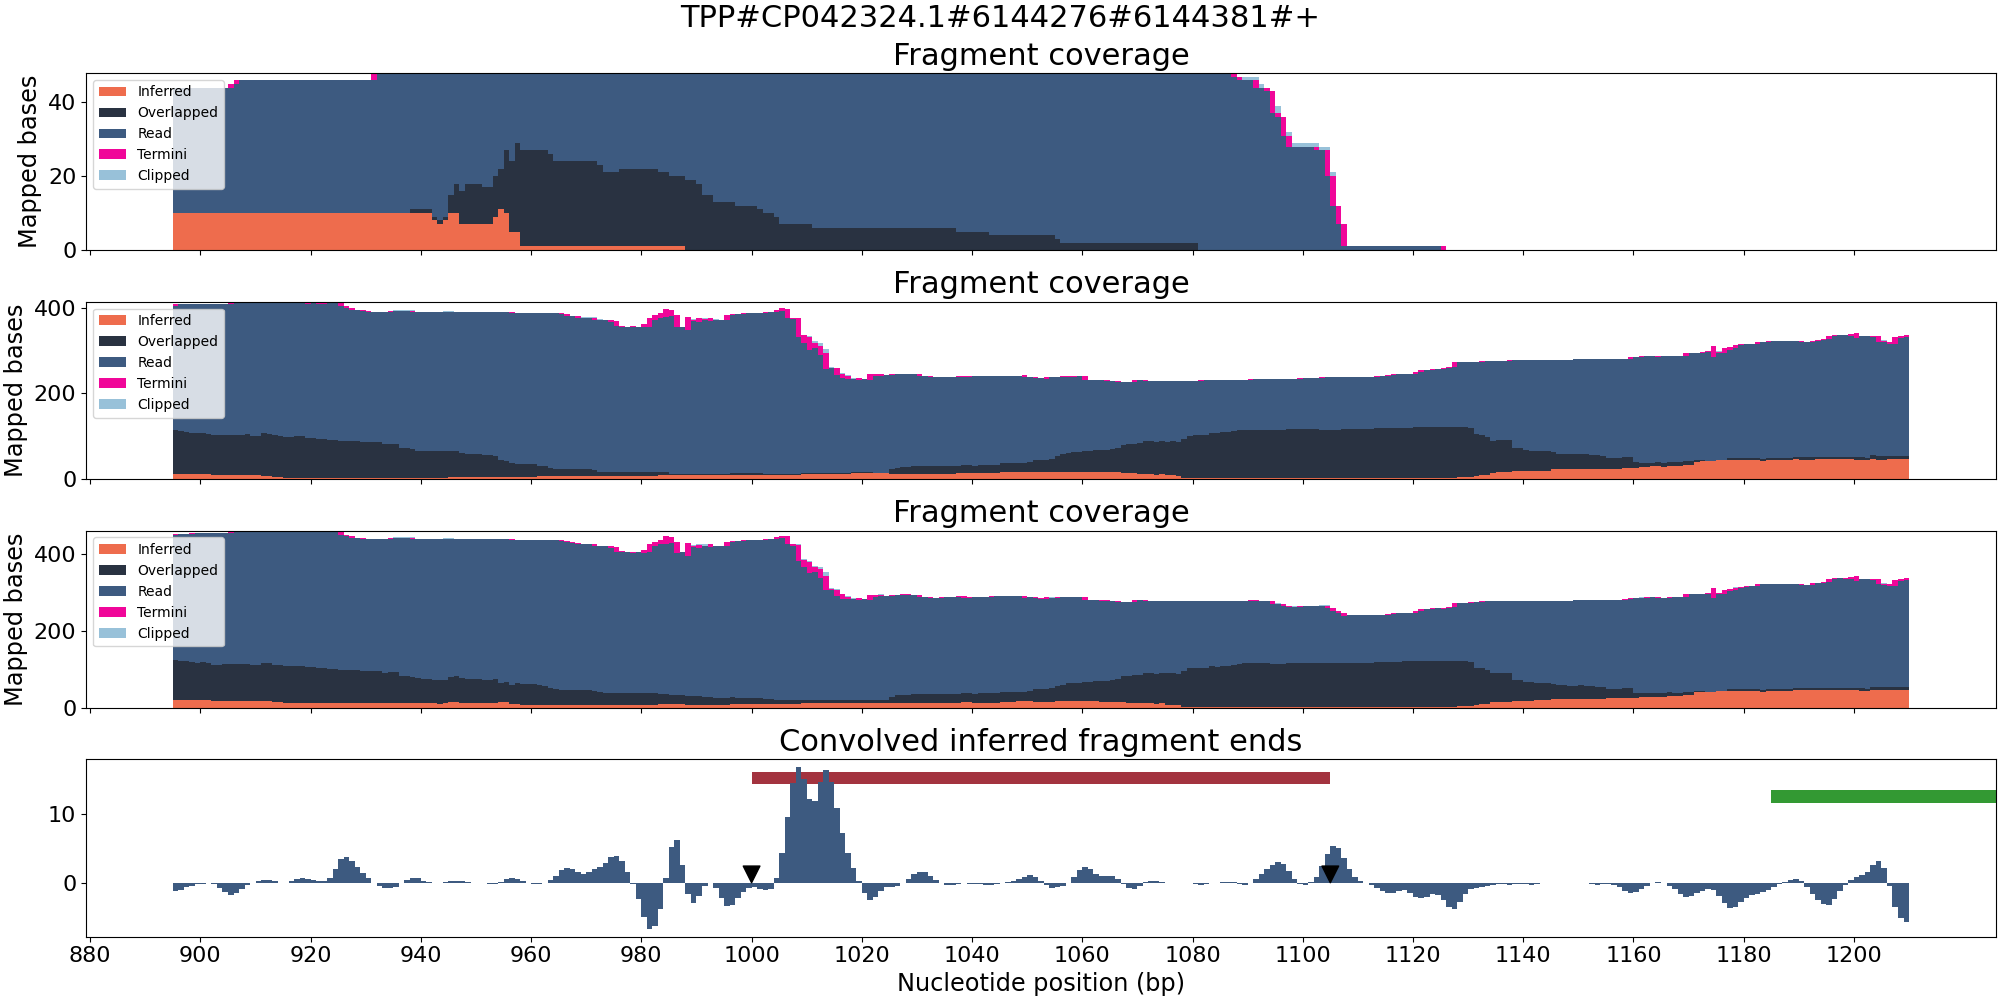 TPP#CP042324.1#6144276#6144381#+
Fragment coverage
Mapped bases
40
20
0
Inferred
Overlapped
Read
Termini
Clipped
Fragment coverage
Mapped bases
400
200
0
Inferred
Overlapped
Read
Termini
Clipped
Fragment coverage
Mapped bases
400
200
0
Inferred
Overlapped
Read
Termini
Clipped
Convolved inferred fragment ends
10
0
880 900 920 940 960 980 1000 1020 1040 1060 1080 1100 1120 1140 1160 1180 1200
Nucleotide position (bp)